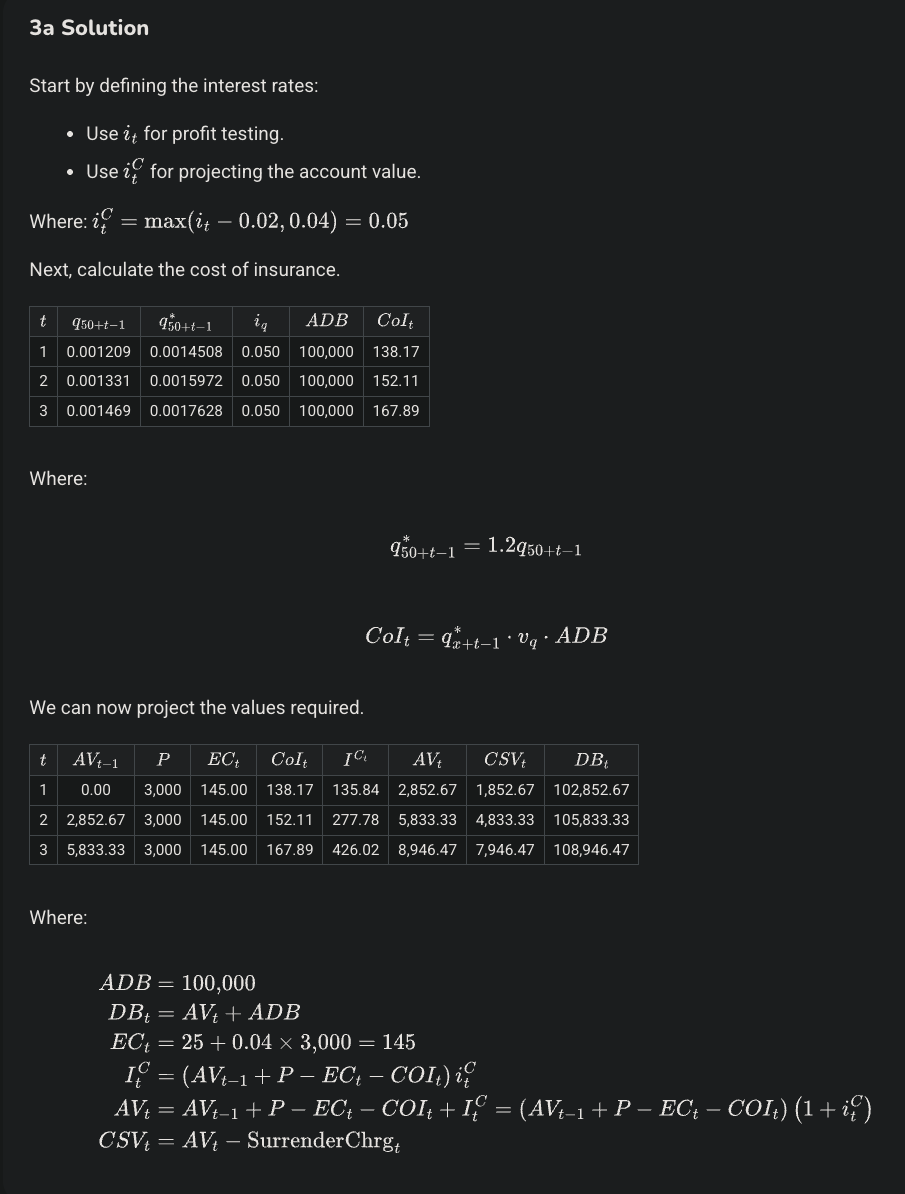 3a Solution
Start by defining the interest rates:
• Use $i_t$ for profit testing.
• Use $i_t^C$ for projecting the account value.
Where: $i_t^C = \max(i_t - 0.02, 0.04) = 0.05$
Next, calculate the cost of insurance.
$t$ $q_{50+t-1}$ $q^*_{50+t-1}$ $i_q$ $ADB$ $CoI_t$
1 0.001209 0.0014508 0.050 100,000 138.17
2 0.001331 0.0015972 0.050 100,000 152.11
3 0.001469 0.0017628 0.050 100,000 167.89
Where:
$q^*_{50+t-1} = 1.2q_{50+t-1}$
$CoI_t = q^*_{x+t-1} \cdot v_q \cdot ADB$
We can now project the values required.
$t$ $AV_{t-1}$ $P$ $EC_t$ $CoI_t$ $I^{C_t}$ $AV_t$ $CSV_t$ $DB_t$
1 0.00 3,000 145.00 138.17 135.84 2,852.67 1,852.67 102,852.67
2 2,852.67 3,000 145.00 152.11 277.78 5,833.33 4,833.33 105,833.33
3 5,833.33 3,000 145.00 167.89 426.02 8,946.47 7,946.47 108,946.47
Where:
$ADB = 100,000$
$DB_t = AV_t + ADB$
$EC_t = 25 + 0.04 \times 3,000 = 145$
$I_t^C = (AV_{t-1} + P - EC_t - COI_t) i_t^C$
$AV_t = AV_{t-1} + P - EC_t - COI_t + I_t^C = (AV_{t-1} + P - EC_t - COI_t)(1 + i_t^C)$
$CSV_t = AV_t - \text{SurrenderChrg}_t$